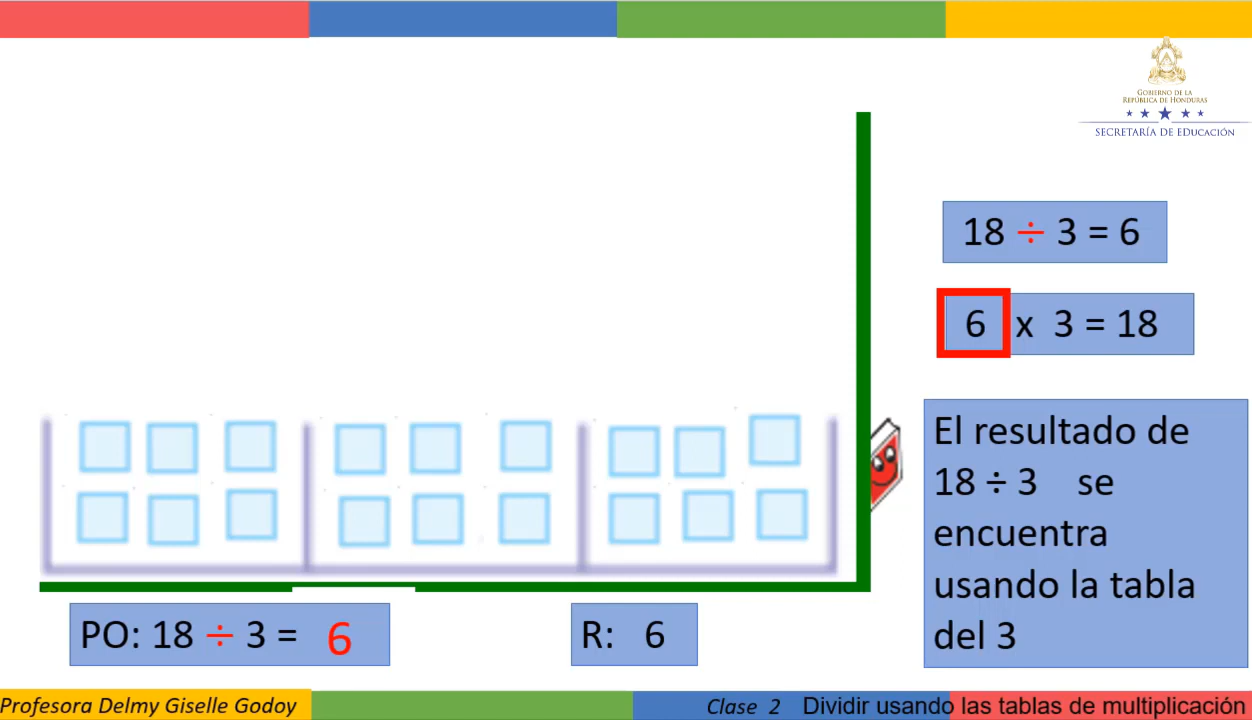 GOBIERNO DE LA
REPÚBLICA DE HONDURAS
SECRETARÍA DE EDUCACIÓN
18 ÷ 3 = 6
6 x 3 = 18
El resultado de
18 ÷ 3 se
encuentra
usando la tabla
del 3
PO: 18 ÷ 3 = 6
R: 6
Profesora Delmy Giselle Godoy
Clase 2 Dividir usando las tablas de multiplicación